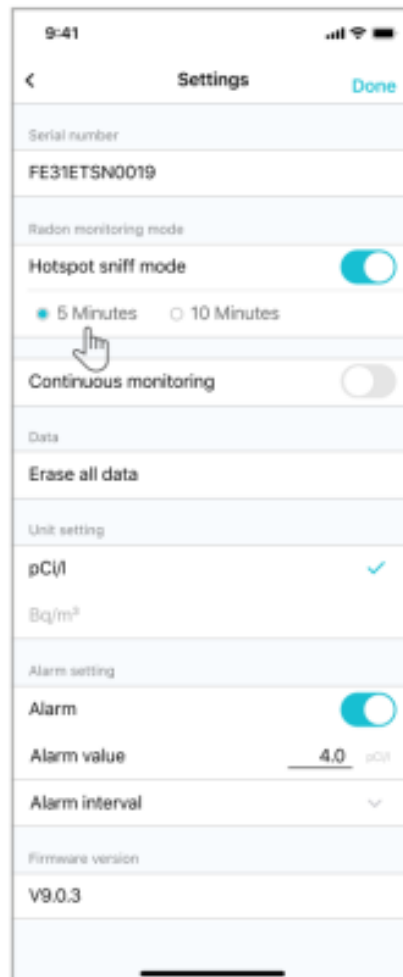 9:41
Settings
Done
Serial number
FE31ETSN0019
Radon monitoring mode
Hotspot sniff mode
5 Minutes 10 Minutes
Continuous monitoring
Data
Erase all data
Unit setting
pCi/l
Bq/m³
Alarm setting
Alarm
Alarm value 4.0 pCi/l
Alarm interval
Firmware version
V9.0.3